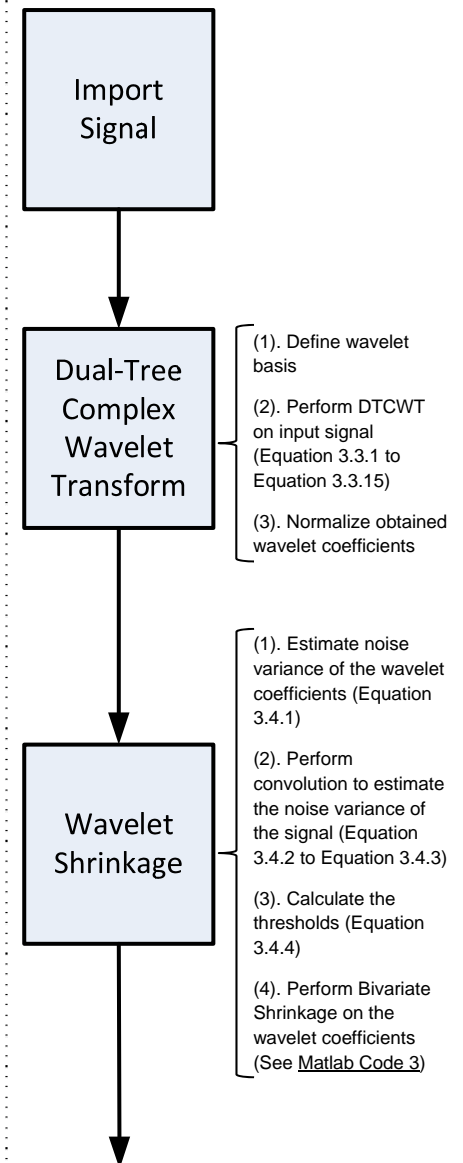 Import
Signal
Dual-Tree
Complex
Wavelet
Transform
(1). Define wavelet
basis
(2). Perform DTCWT
on input signal
(Equation 3.3.1 to
Equation 3.3.15)
(3). Normalize obtained
wavelet coefficients
Wavelet
Shrinkage
(1). Estimate noise
variance of the wavelet
coefficients (Equation
3.4.1)
(2). Perform
convolution to estimate
the noise variance of
the signal (Equation
3.4.2 to Equation 3.4.3)
(3). Calculate the
thresholds (Equation
3.4.4)
(4). Perform Bivariate
Shrinkage on the
wavelet coefficients
(See Matlab Code 3)